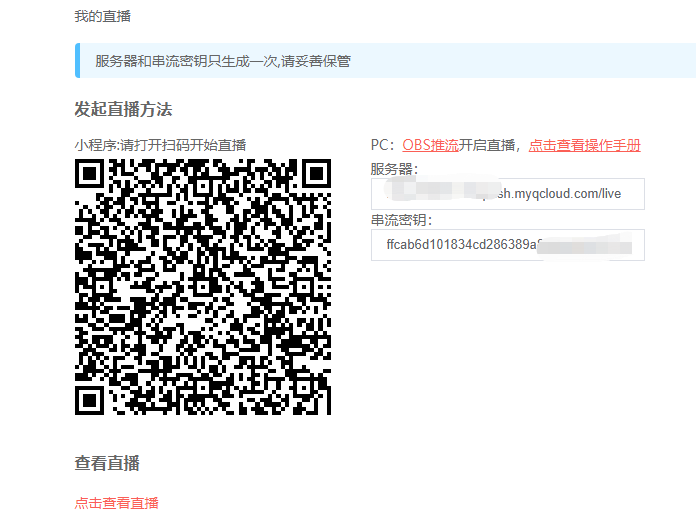 我的直播
服务器和串流密钥只生成一次,请妥善保管
发起直播方法
小程序:请打开扫码开始直播
PC：OBS推流开启直播，点击查看操作手册
服务器：
sh.myqcloud.com/live
串流密钥：
ffcab6d101834cd286389a
查看直播
点击查看直播